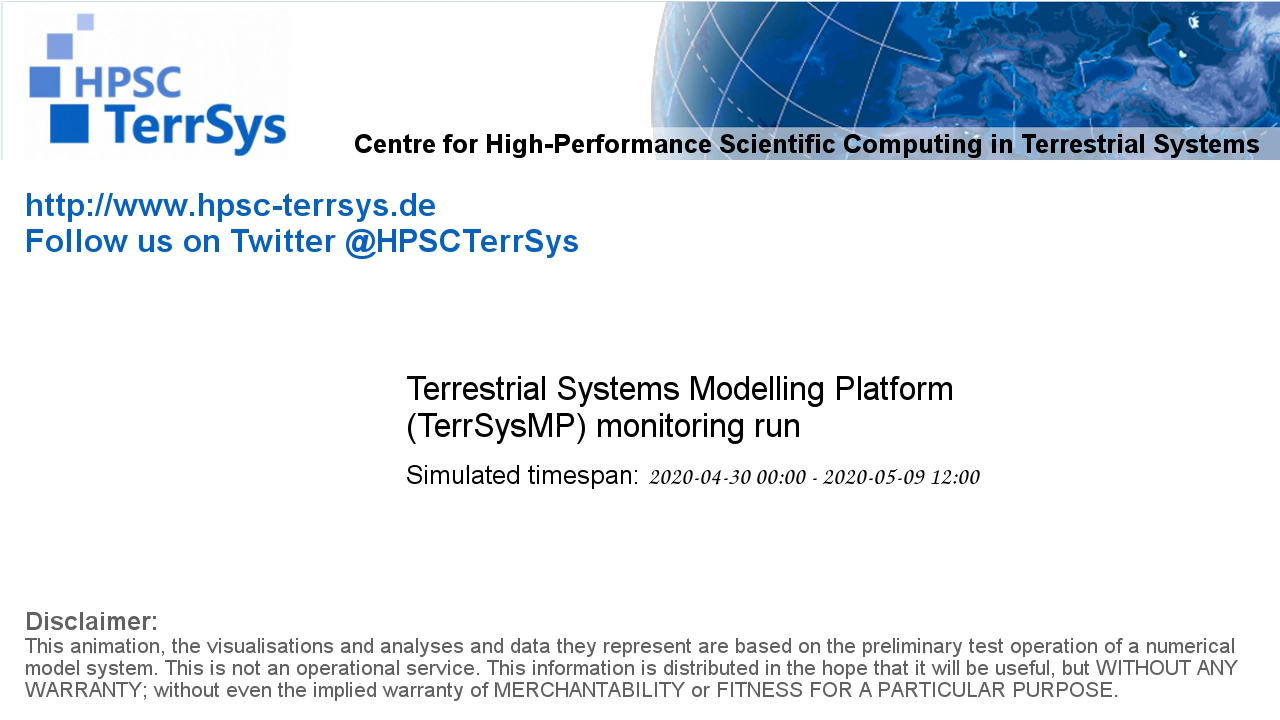 HPSC
TerrSys
Centre for High-Performance Scientific Computing in Terrestrial Systems
http://www.hpsc-terrsys.de
Follow us on Twitter @HPSCTerrSys
Terrestrial Systems Modelling Platform
(TerrSysMP) monitoring run
Simulated timespan: 2020-04-30 00:00 - 2020-05-09 12:00
Disclaimer:
This animation, the visualisations and analyses and data they represent are based on the preliminary test operation of a numerical
model system. This is not an operational service. This information is distributed in the hope that it will be useful, but WITHOUT ANY
WARRANTY; without even the implied warranty of MERCHANTABILITY or FITNESS FOR A PARTICULAR PURPOSE.